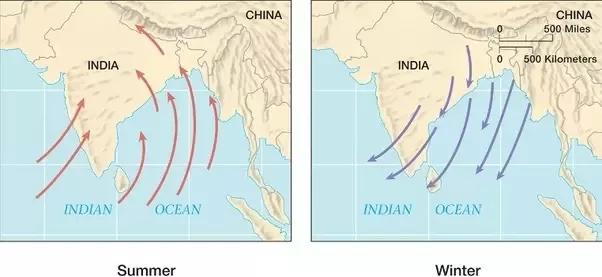 CHINA
INDIA
INDIAN OCEAN
Summer
CHINA
0 500 Miles
0 500 Kilometers
INDIA
INDIAN OCEAN
Winter